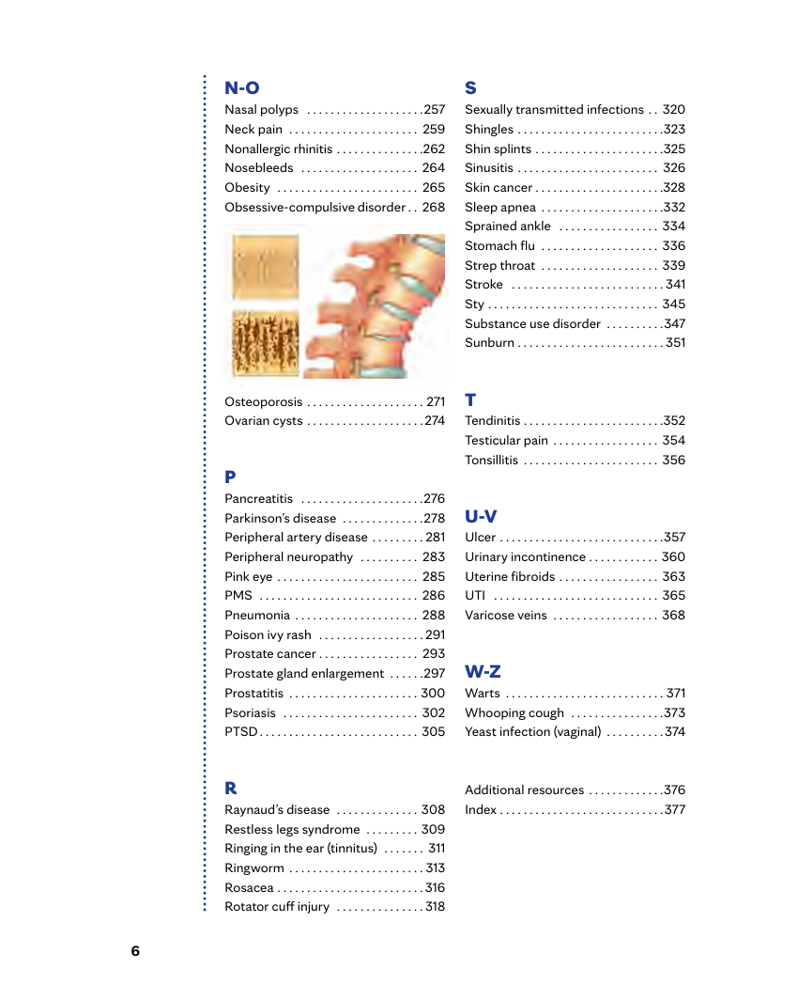 N-O
Nasal polyps ....................257
Neck pain ...................... 259
Nonallergic rhinitis ...............262
Nosebleeds .................... 264
Obesity ........................ 265
Obsessive-compulsive disorder .. 268
Osteoporosis .................... 271
Ovarian cysts ....................274
P
Pancreatitis .....................276
Parkinson’s disease ..............278
Peripheral artery disease ......... 281
Peripheral neuropathy .......... 283
Pink eye ........................ 285
PMS ........................... 286
Pneumonia ..................... 288
Poison ivy rash ..................291
Prostate cancer ................. 293
Prostate gland enlargement ......297
Prostatitis ...................... 300
Psoriasis ....................... 302
PTSD ........................... 305
R
Raynaud’s disease .............. 308
Restless legs syndrome ......... 309
Ringing in the ear (tinnitus) ....... 311
Ringworm ....................... 313
Rosacea ......................... 316
Rotator cuff injury ............... 318
S
Sexually transmitted infections .. 320
Shingles .........................323
Shin splints ......................325
Sinusitis ........................ 326
Skin cancer ......................328
Sleep apnea .................... 332
Sprained ankle ................. 334
Stomach flu .................... 336
Strep throat .................... 339
Stroke .......................... 341
Sty ............................. 345
Substance use disorder ..........347
Sunburn ......................... 351
T
Tendinitis ........................352
Testicular pain .................. 354
Tonsillitis ....................... 356
U-V
Ulcer ............................357
Urinary incontinence ............ 360
Uterine fibroids ................. 363
UTI ............................ 365
Varicose veins .................. 368
W-Z
Warts ........................... 371
Whooping cough ................373
Yeast infection (vaginal) ..........374
Additional resources .............376
Index ............................377
6